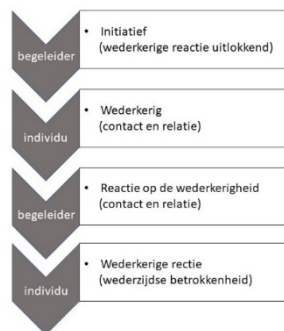 begeleider
• Initiatief
(wederkerige reactie uitlokkend)
individu
• Wederkerig
(contact en relatie)
begeleider
• Reactie op de wederkerigheid
(contact en relatie)
individu
• Wederkerige rectie
(wederzijdse betrokkenheid)